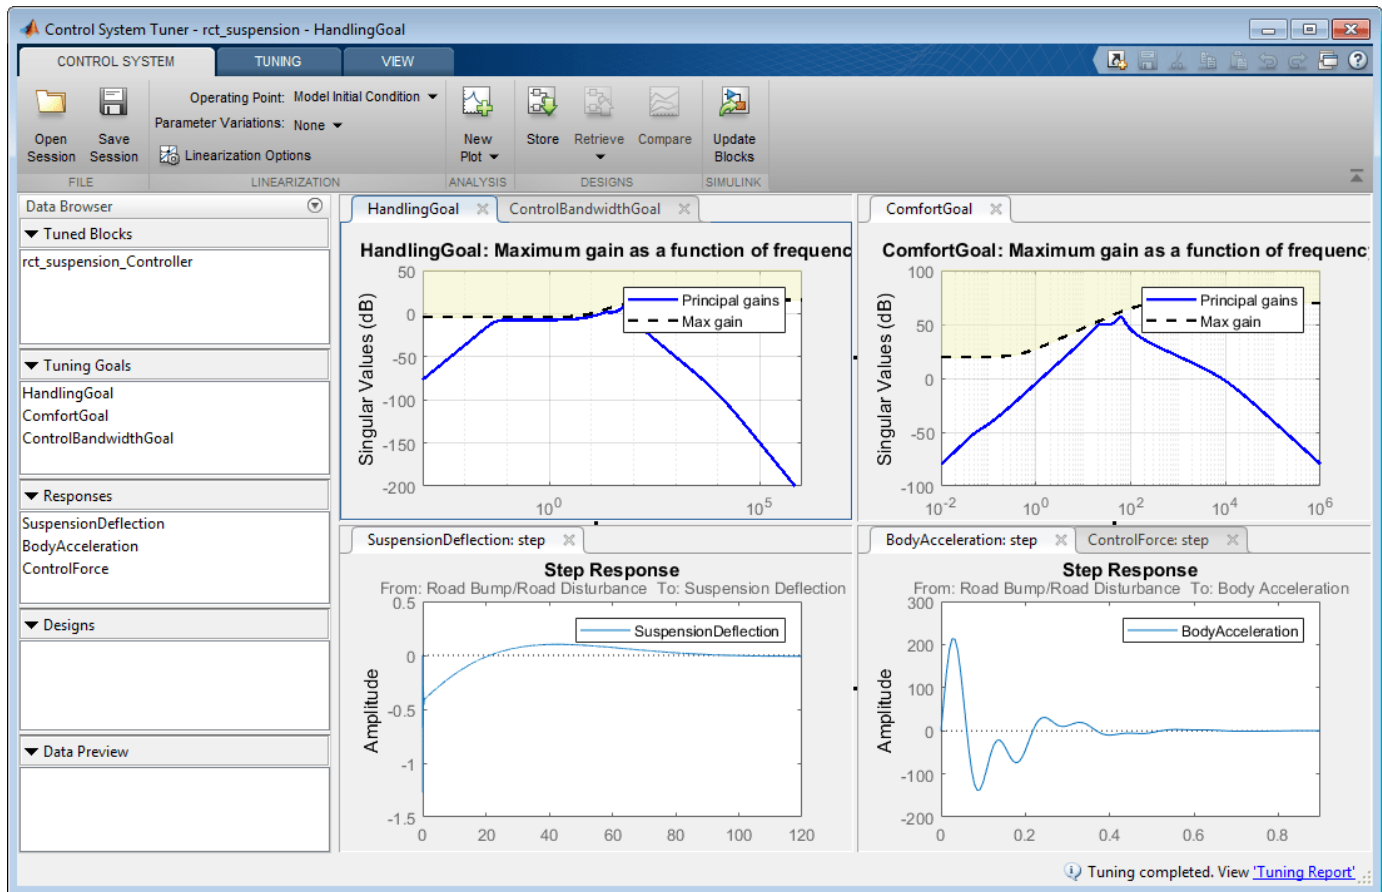 Control System Tuner - rct_suspension - HandlingGoal
CONTROL SYSTEM TUNING VIEW
Open Session
Save Session
FILE
Operating Point: Model Initial Condition
Parameter Variations: None
Linearization Options
LINEARIZATION
New Plot
ANALYSIS
Store
Retrieve
Compare
DESIGNS
Update Blocks
SIMULINK
Data Browser
Tuned Blocks
rct_suspension_Controller
Tuning Goals
HandlingGoal
ComfortGoal
ControlBandwidthGoal
Responses
SuspensionDeflection
BodyAcceleration
ControlForce
Designs
Data Preview
HandlingGoal ControlBandwidthGoal
HandlingGoal: Maximum gain as a function of frequenc
Singular Values (dB)
50
0
-50
-100
-150
-200
10^0 10^5
Principal gains
Max gain
ComfortGoal
ComfortGoal: Maximum gain as a function of frequenc
Singular Values (dB)
100
50
0
-50
-100
10^-2 10^0 10^2 10^4 10^6
Principal gains
Max gain
SuspensionDeflection: step
Step Response
From: Road Bump/Road Disturbance To: Suspension Deflection
Amplitude
0.5
0
-0.5
-1
-1.5
0 20 40 60 80 100 120
SuspensionDeflection
BodyAcceleration: step ControlForce: step
Step Response
From: Road Bump/Road Disturbance To: Body Acceleration
Amplitude
300
200
100
0
-100
-200
0 0.2 0.4 0.6 0.8
BodyAcceleration
Tuning completed. View 'Tuning Report'